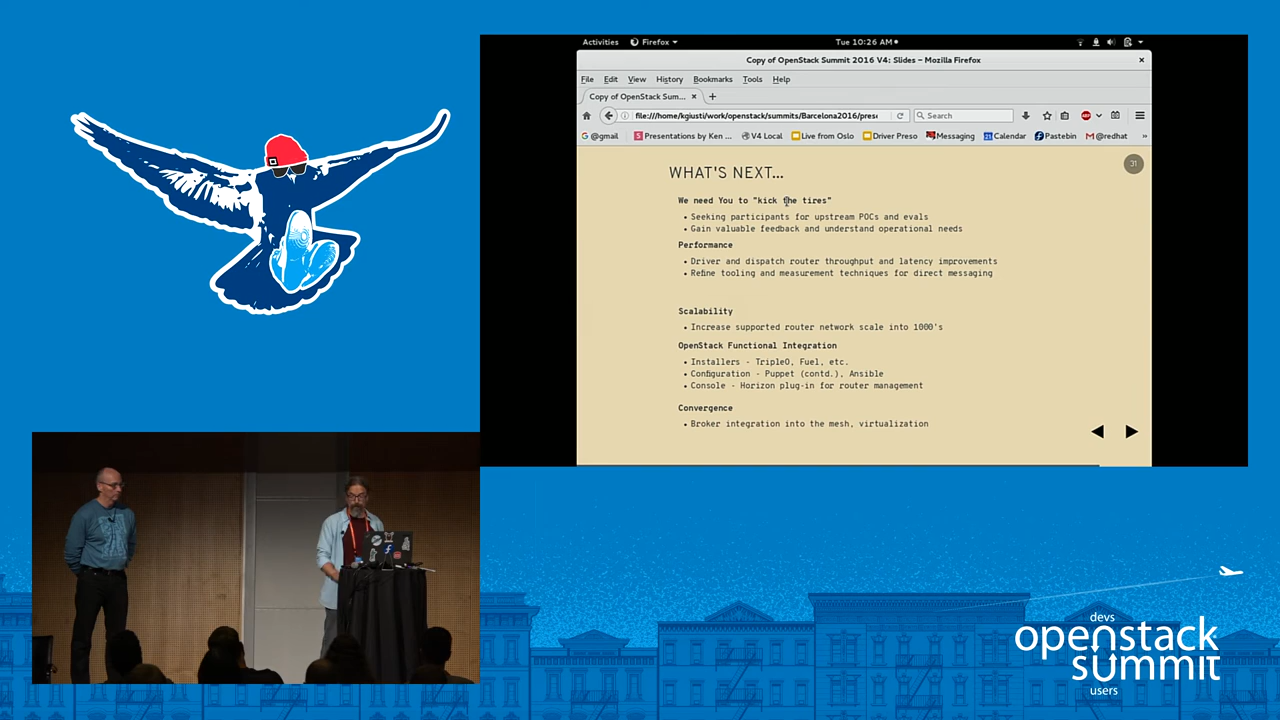 Activities Firefox Tue 10:26 AM
Copy of OpenStack Summit 2016 V4: Slides – Mozilla Firefox
File Edit View History Bookmarks Tools Help
Copy of OpenStack Sum...
file:///home/kgiusti/work/openstack/summits/Barcelona2016/prese Search
@gmail Presentations by Ken ... V4 Local Live from Oslo Driver Preso Messaging Calendar Pastebin @redhat »
WHAT'S NEXT...
31
We need You to "kick the tires"
• Seeking participants for upstream POCs and evals
• Gain valuable feedback and understand operational needs
Performance
• Driver and dispatch router throughput and latency improvements
• Refine tooling and measurement techniques for direct messaging
Scalability
• Increase supported router network scale into 1000's
OpenStack Functional Integration
• Installers - TripleO, Fuel, etc.
• Configuration - Puppet (contd.), Ansible
• Console - Horizon plug-in for router management
Convergence
• Broker integration into the mesh, virtualization
devs
openstack
summit
users